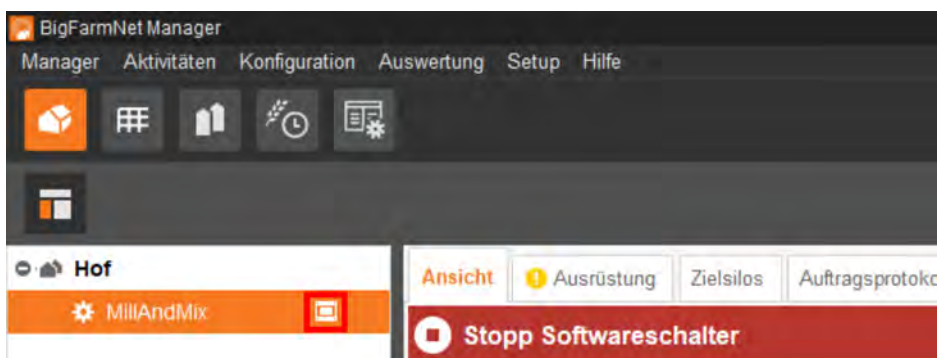 BigFarmNet Manager
Manager Aktivitäten Konfiguration Auswertung Setup Hilfe
Hof
MillAndMix
Ansicht Ausrüstung Zielsilos Auftragsprotoko
Stopp Softwareschalter